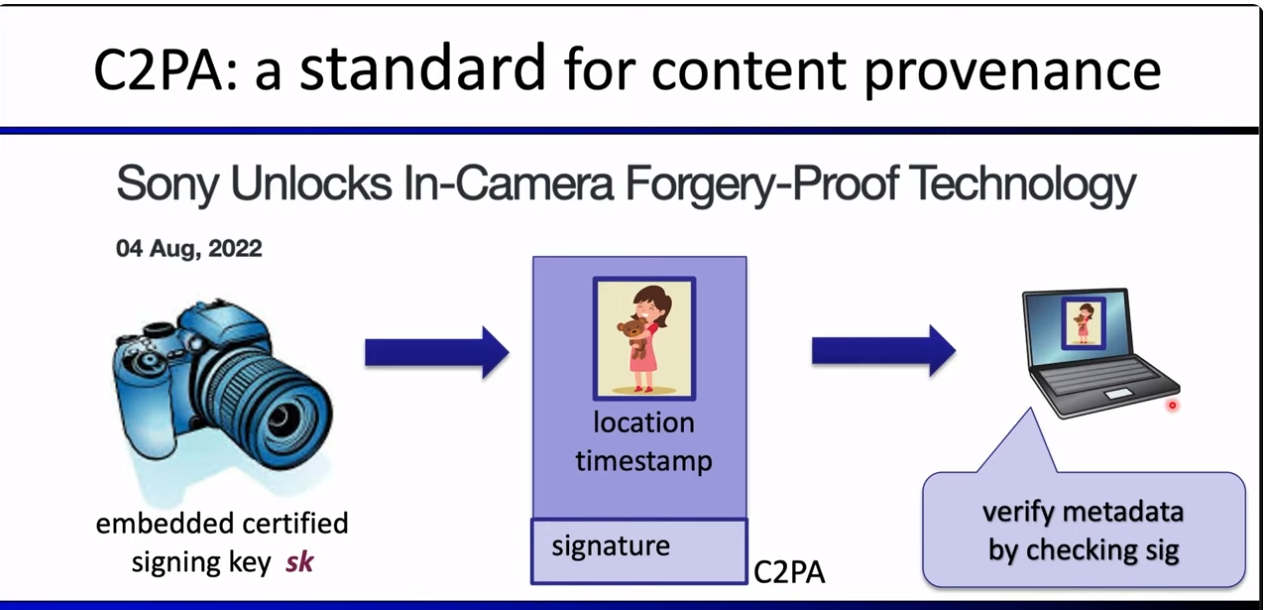 C2PA: a standard for content provenance
Sony Unlocks In-Camera Forgery-Proof Technology
04 Aug, 2022
embedded certified
signing key sk
location
timestamp
signature
C2PA
verify metadata
by checking sig